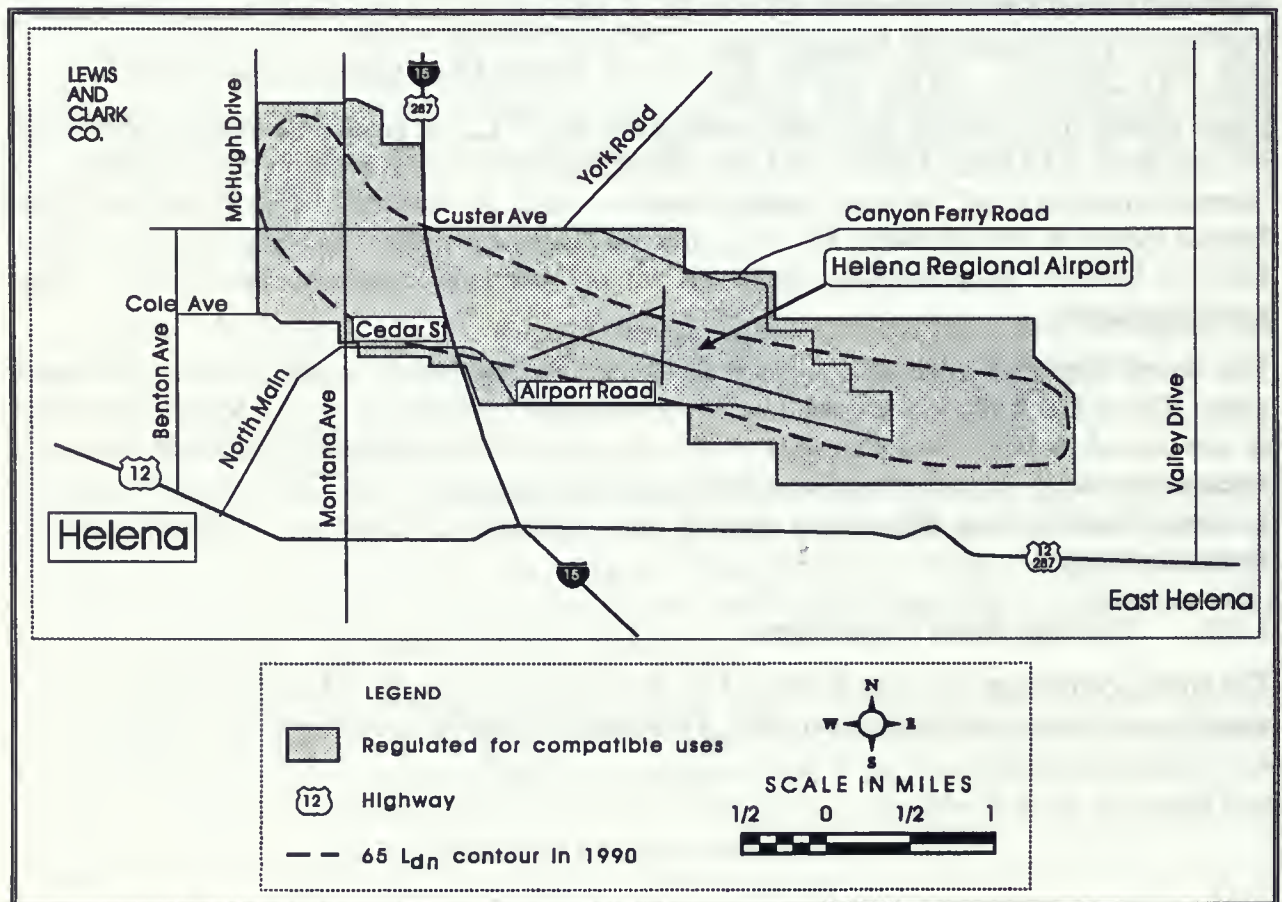 LEWIS
AND
CLARK
CO.
McHugh Drive
15
287
York Road
Custer Ave
Canyon Ferry Road
Helena Regional Airport
Cole Ave
Cedar St
Benton Ave
North Main
Montana Ave
Airport Road
Valley Drive
12
Helena
15
12
287
East Helena
LEGEND
Regulated for compatible uses
12 Highway
65 Ldn contour in 1990
N
W E
S
SCALE IN MILES
1/2 0 1/2 1